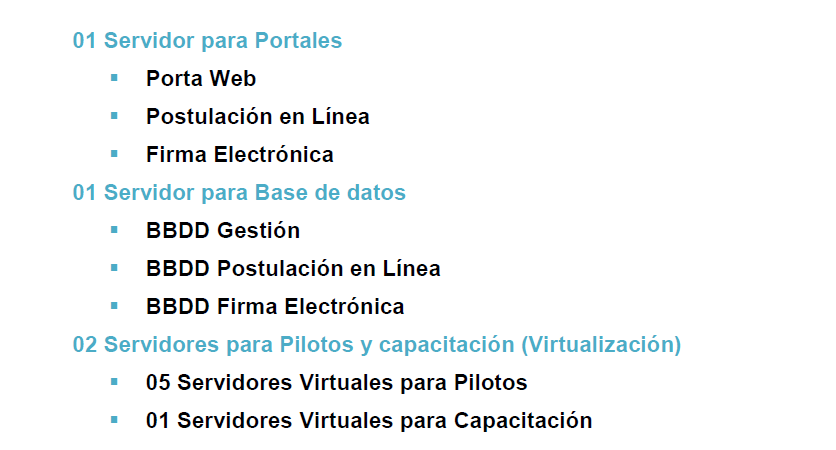 01 Servidor para Portales
▪ Porta Web
▪ Postulación en Línea
▪ Firma Electrónica
01 Servidor para Base de datos
▪ BBDD Gestión
▪ BBDD Postulación en Línea
▪ BBDD Firma Electrónica
02 Servidores para Pilotos y capacitación (Virtualización)
▪ 05 Servidores Virtuales para Pilotos
▪ 01 Servidores Virtuales para Capacitación